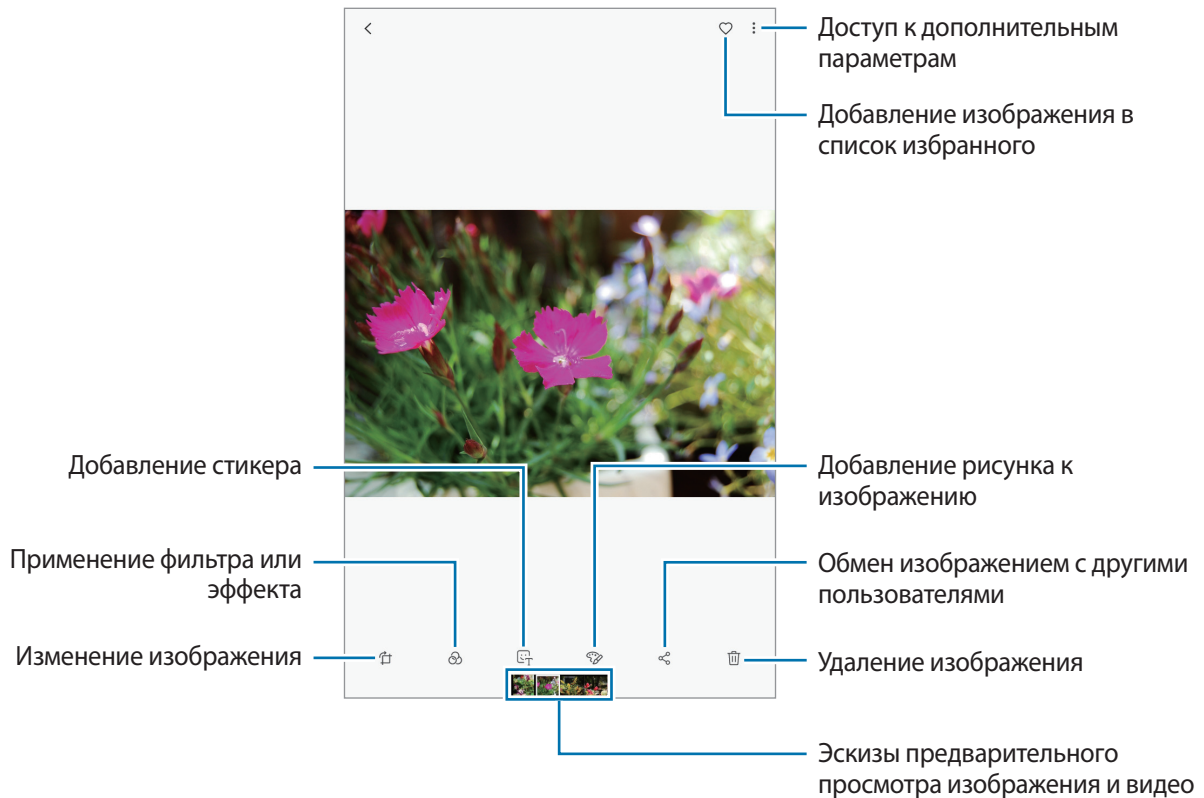 Доступ к дополнительным
параметрам
Добавление изображения в
список избранного
Добавление стикера
Добавление рисунка к
изображению
Применение фильтра или
эффекта
Обмен изображением с другими
пользователями
Изменение изображения
Удаление изображения
Эскизы предварительного
просмотра изображения и видео